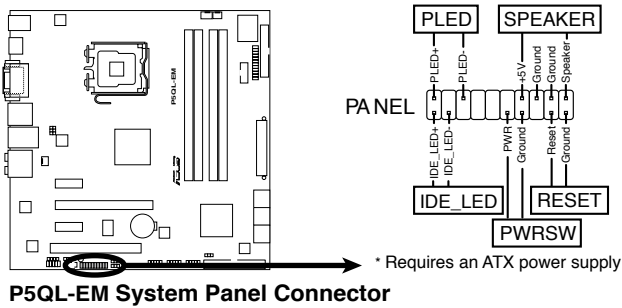 PLED
SPEAKER
PLED+
PLED-
+5V
Ground
Ground
Speaker
P5QL-EM
PANEL
IDE_LED+
IDE_LED-
PWR
Ground
Reset
Ground
IDE_LED
RESET
PWRSW
* Requires an ATX power supply
P5QL-EM System Panel Connector
ASUS